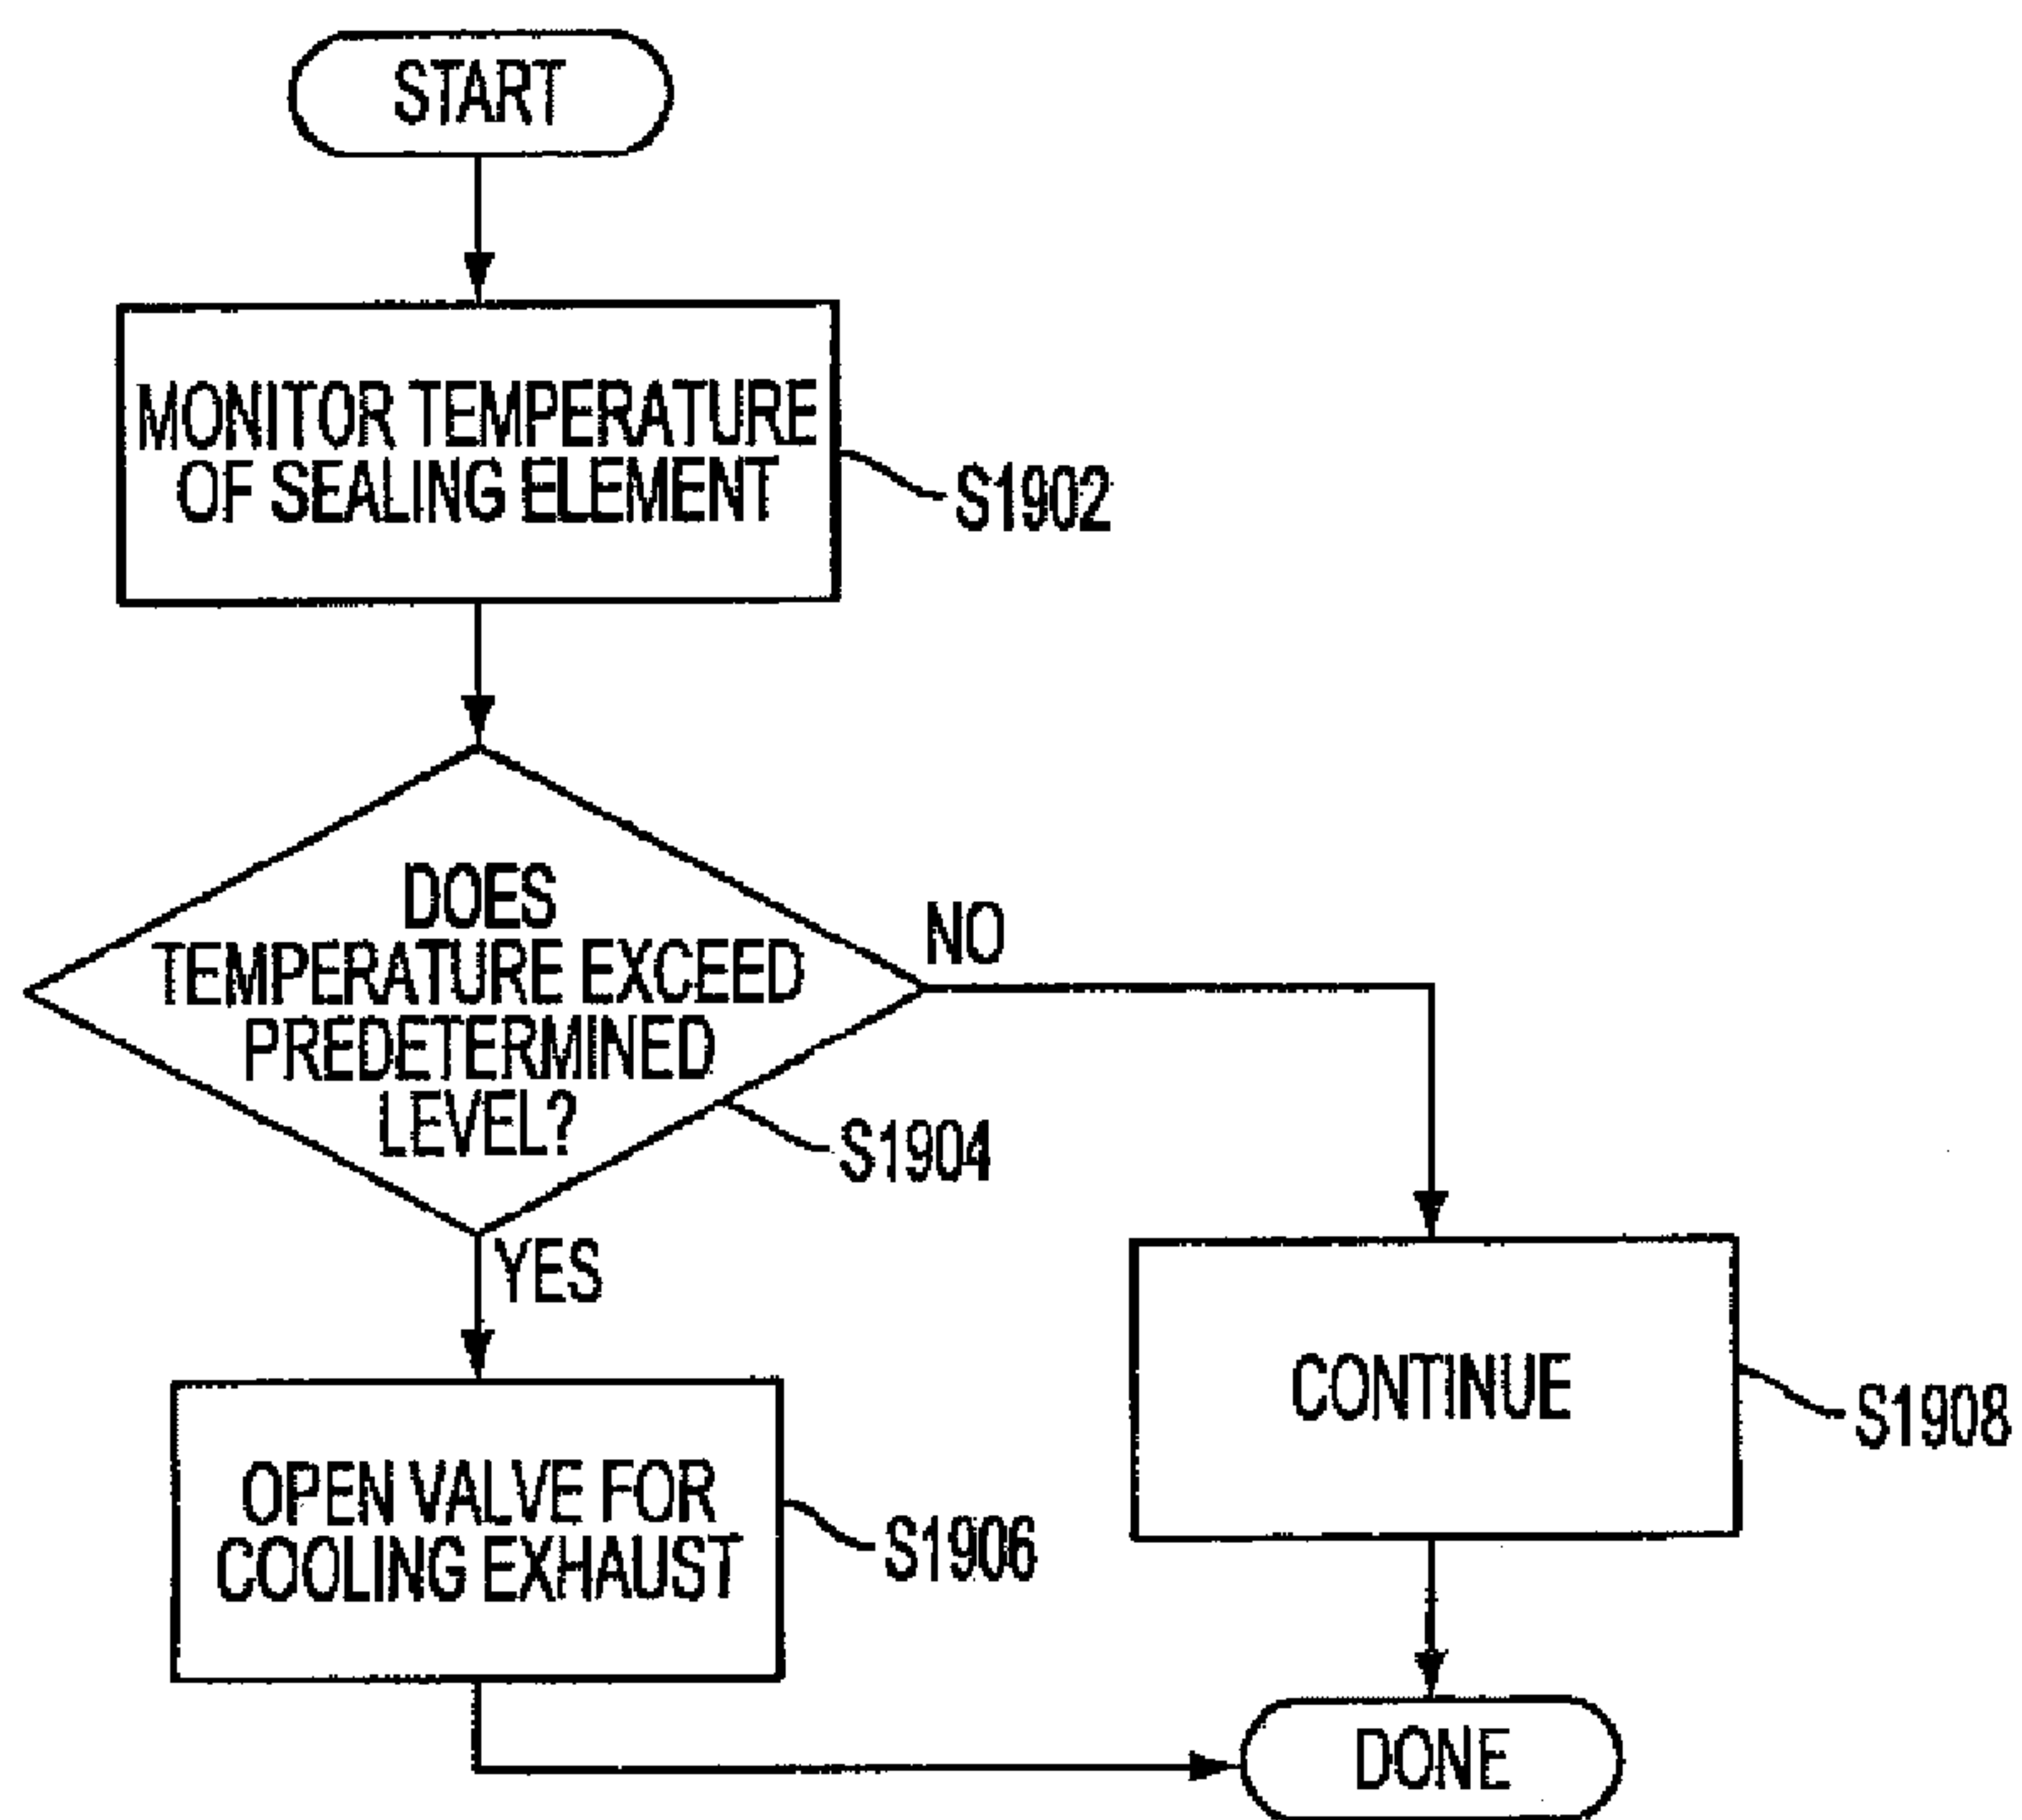 START
MONITOR TEMPERATURE
OF SEALING ELEMENT
S1902
DOES
TEMPERATURE EXCEED
PREDETERMINED
LEVEL?
NO
S1904
YES
CONTINUE
S1908
OPEN VALVE FOR
COOLING EXHAUST
S1906
DONE